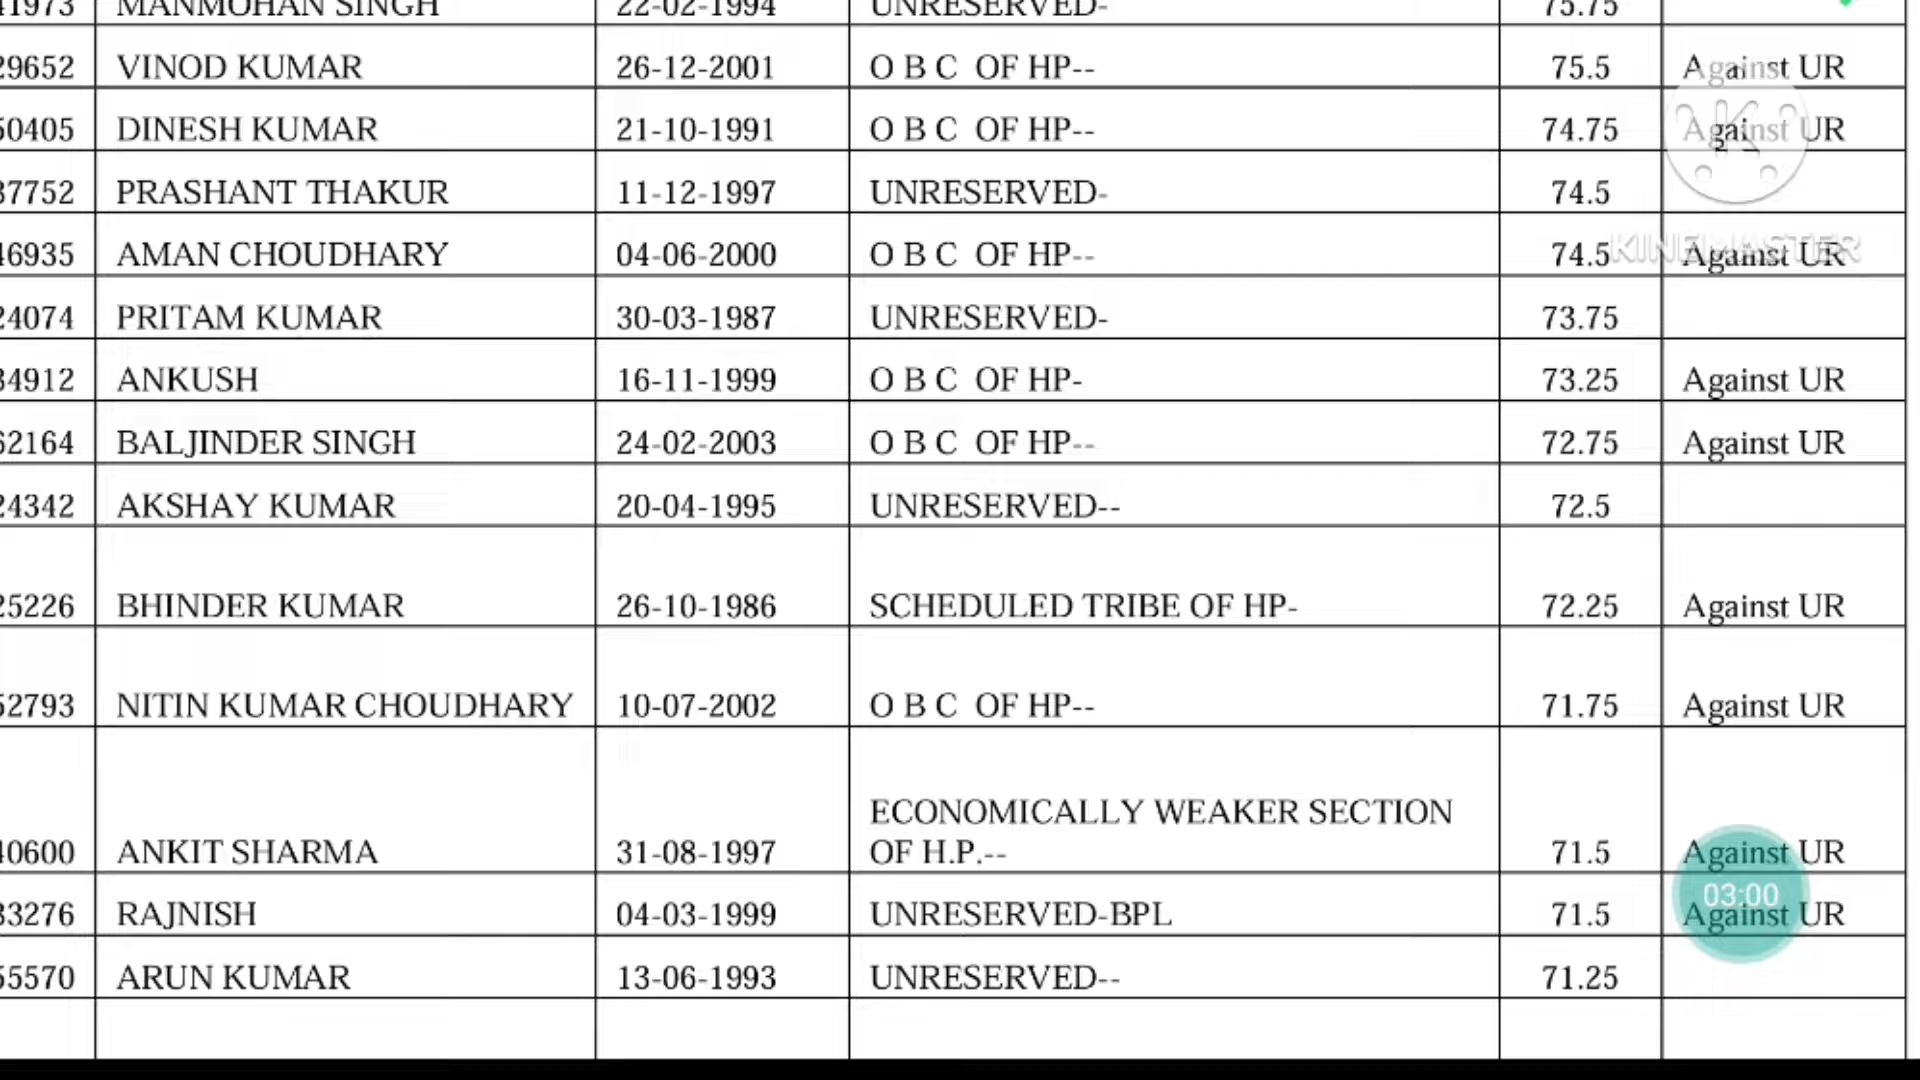 41973 MANMOHAN SINGH 22-02-1994 UNRESERVED- 75.75
29652 VINOD KUMAR 26-12-2001 O B C OF HP-- 75.5 Against UR
50405 DINESH KUMAR 21-10-1991 O B C OF HP-- 74.75 Against UR
37752 PRASHANT THAKUR 11-12-1997 UNRESERVED- 74.5
46935 AMAN CHOUDHARY 04-06-2000 O B C OF HP-- 74.5 Against UR
KINEMASTER
24074 PRITAM KUMAR 30-03-1987 UNRESERVED- 73.75
34912 ANKUSH 16-11-1999 O B C OF HP- 73.25 Against UR
62164 BALJINDER SINGH 24-02-2003 O B C OF HP-- 72.75 Against UR
24342 AKSHAY KUMAR 20-04-1995 UNRESERVED-- 72.5
25226 BHINDER KUMAR 26-10-1986 SCHEDULED TRIBE OF HP- 72.25 Against UR
52793 NITIN KUMAR CHOUDHARY 10-07-2002 O B C OF HP-- 71.75 Against UR
ECONOMICALLY WEAKER SECTION
40600 ANKIT SHARMA 31-08-1997 OF H.P.-- 71.5 Against UR
03:00
33276 RAJNISH 04-03-1999 UNRESERVED-BPL 71.5 Against UR
55570 ARUN KUMAR 13-06-1993 UNRESERVED-- 71.25